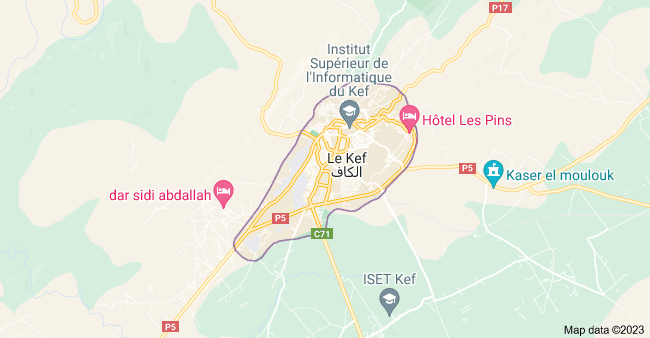 P17
Institut
Supérieur de
l'Informatique
du Kef
Hôtel Les Pins
Le Kef
الكاف
P5
Kaser el moulouk
dar sidi abdallah
P5
C71
ISET Kef
P5
Map data ©2023